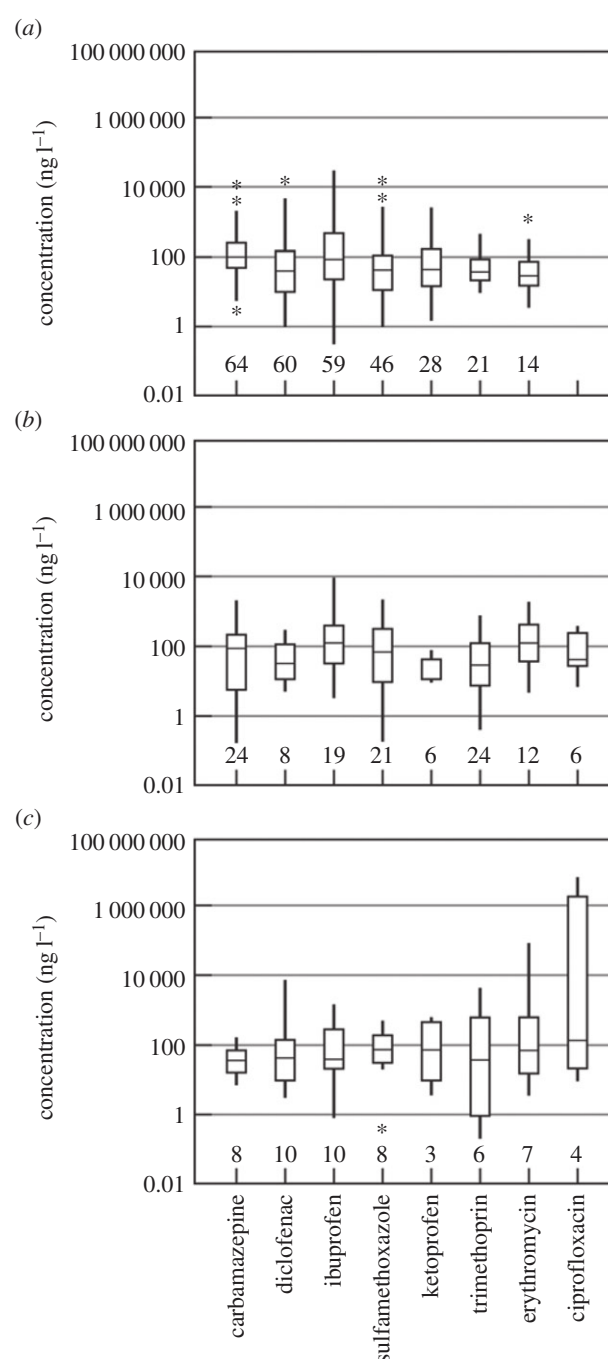 (a)
100 000 000
1 000 000
10 000
100
1
0.01
concentration (ng l⁻¹)
* * * * * * * *
64 60 59 46 28 21 14
(b)
100 000 000
1 000 000
10 000
100
1
0.01
concentration (ng l⁻¹)
24 8 19 21 6 24 12 6
(c)
100 000 000
1 000 000
10 000
100
1
0.01
concentration (ng l⁻¹)
*
8 10 10 8 3 6 7 4
carbamazepine
diclofenac
ibuprofen
sulfamethoxazole
ketoprofen
trimethoprin
erythromycin
ciprofloxacin